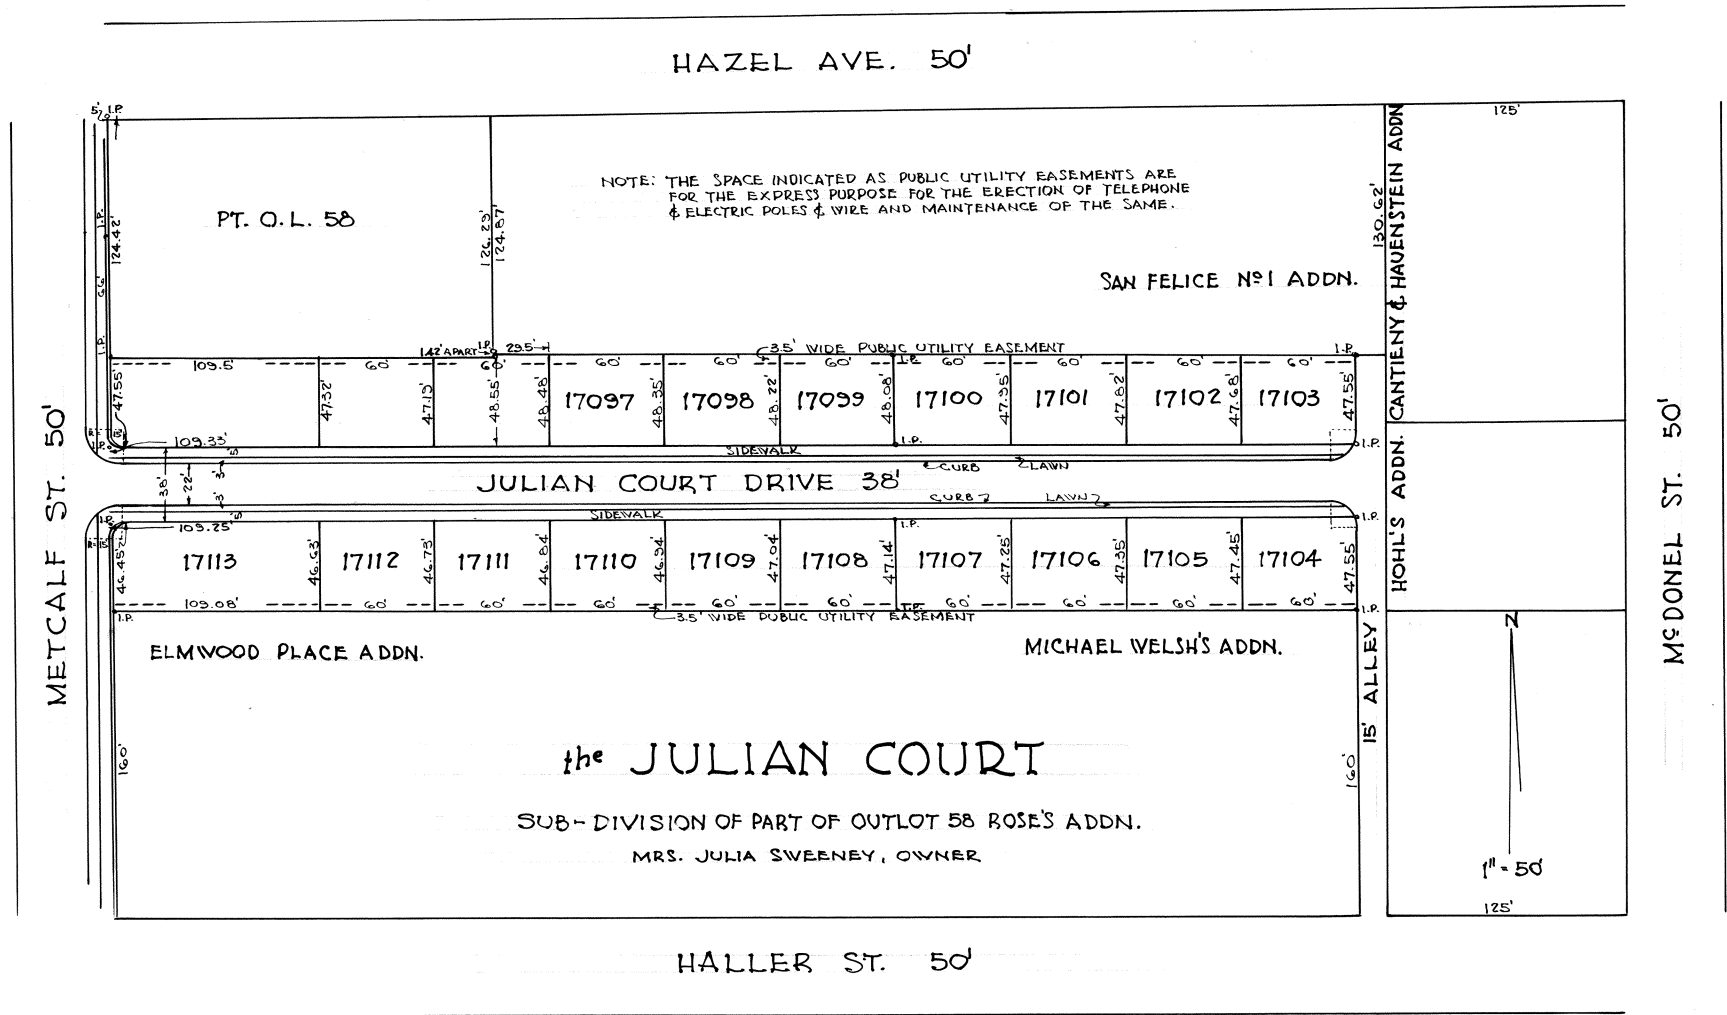 HAZEL AVE. 50'
5' I.P.
125'
NOTE: THE SPACE INDICATED AS PUBLIC UTILITY EASEMENTS ARE
FOR THE EXPRESS PURPOSE FOR THE ERECTION OF TELEPHONE
& ELECTRIC POLES & WIRE AND MAINTENANCE OF THE SAME.
PT. O.L. 58
I.P.
124.42'
66'
I.P.
126.29'
124.87'
130.62'
CANTIENY & HAUENSTEIN ADDN
SAN FELICE Nº 1 ADDN.
1.42' APART
I.P.
29.5'
3.5' WIDE PUBLIC UTILITY EASEMENT
I.P.
109.5' 60' 60' 60' 60' 60' I.P. 60' 60' 60' 60'
47.55' 47.32' 47.19' 48.55' 48.48' 17097 48.35' 17098 48.22' 17099 48.08' 17100 47.95' 17101 47.82' 17102 47.68' 17103 47.55'
I.P. 109.33' I.P. I.P.
SIDEWALK
38' 22' 3' 5'
CURB LAWN
JULIAN COURT DRIVE 38'
3' 5'
CURB LAWN
SIDEWALK
I.P. 109.25' I.P. I.P.
46.45' 17113 46.63' 17112 46.73' 17111 46.84' 17110 46.94' 17109 47.04' 17108 47.14' 17107 47.25' 17106 47.35' 17105 47.45' 17104 47.55'
109.08' 60' 60' 60' 60' 60' I.P. 60' 60' 60' 60'
I.P. 3.5' WIDE PUBLIC UTILITY EASEMENT I.P.
HOHL'S ADDN.
METCALF ST. 50'
McDONEL ST. 50'
ELMWOOD PLACE ADDN.
MICHAEL WELSH'S ADDN.
15' ALLEY
N
160'
160'
the JULIAN COURT
SUB-DIVISION OF PART OF OUTLOT 58 ROSE'S ADDN.
MRS. JULIA SWEENEY, OWNER
1" = 50'
125'
HALLER ST. 50'